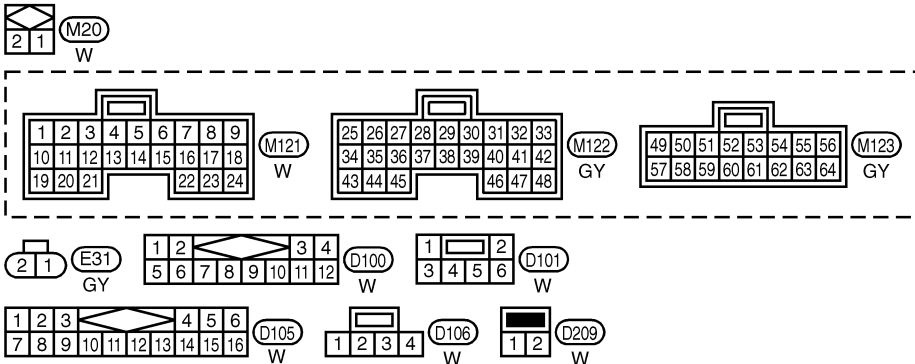 2 1 M20
W
1 2 3 4 5 6 7 8 9
10 11 12 13 14 15 16 17 18
19 20 21 22 23 24
M121
W
25 26 27 28 29 30 31 32 33
34 35 36 37 38 39 40 41 42
43 44 45 46 47 48
M122
GY
49 50 51 52 53 54 55 56
57 58 59 60 61 62 63 64
M123
GY
2 1 E31
GY
1 2 3 4
5 6 7 8 9 10 11 12
D100
W
1 2
3 4 5 6
D101
W
1 2 3 4 5 6
7 8 9 10 11 12 13 14 15 16
D105
W
1 2 3 4
D106
W
1 2
D209
W